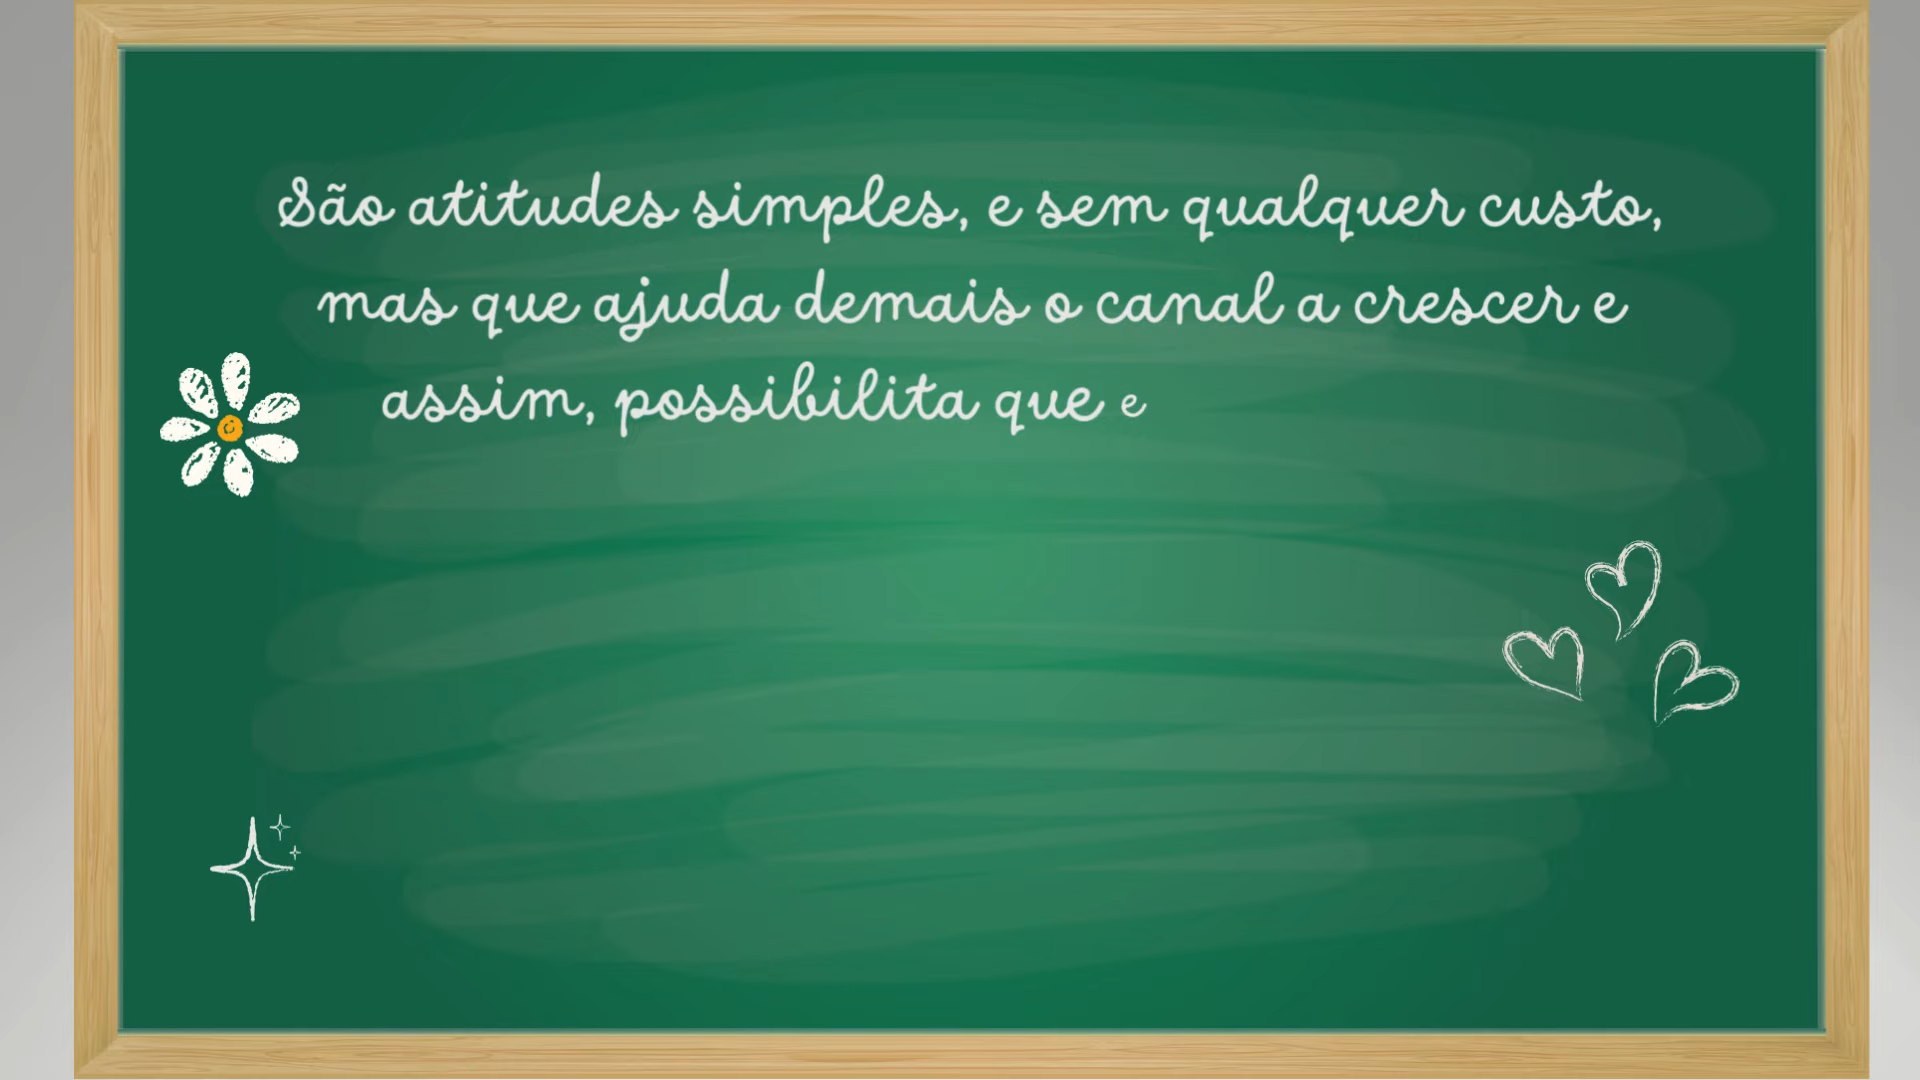 São atitudes simples, e sem qualquer custo,
mas que ajuda demais o canal a crescer e
assim, possibilita que e